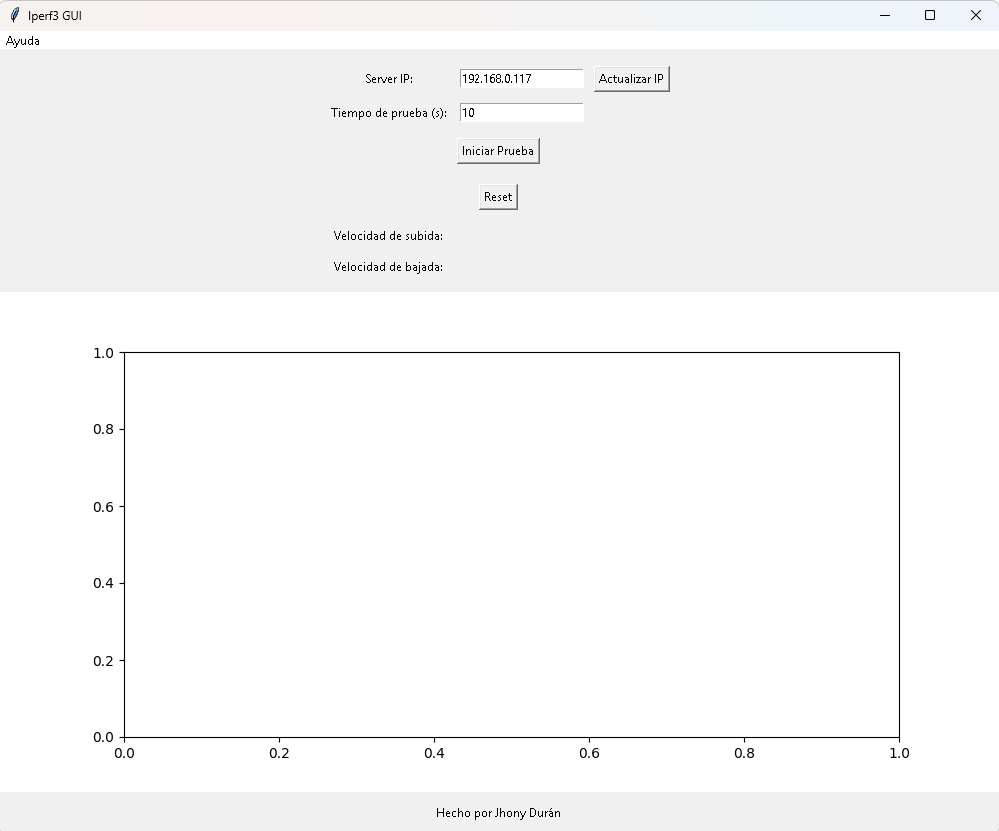 Iperf3 GUI
Ayuda
Server IP: 192.168.0.117 Actualizar IP
Tiempo de prueba (s): 10
Iniciar Prueba
Reset
Velocidad de subida:
Velocidad de bajada:
1.0
0.8
0.6
0.4
0.2
0.0
0.0 0.2 0.4 0.6 0.8 1.0
Hecho por Jhony Durán